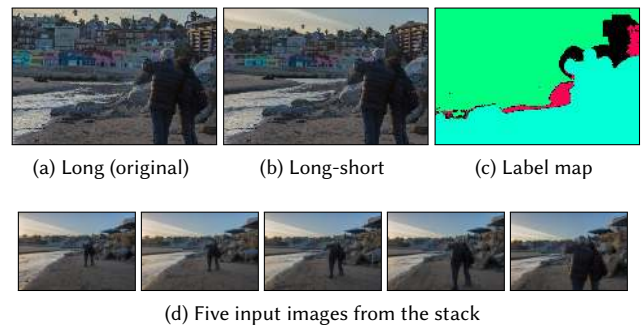 (a) Long (original)
(b) Long-short
(c) Label map
(d) Five input images from the stack